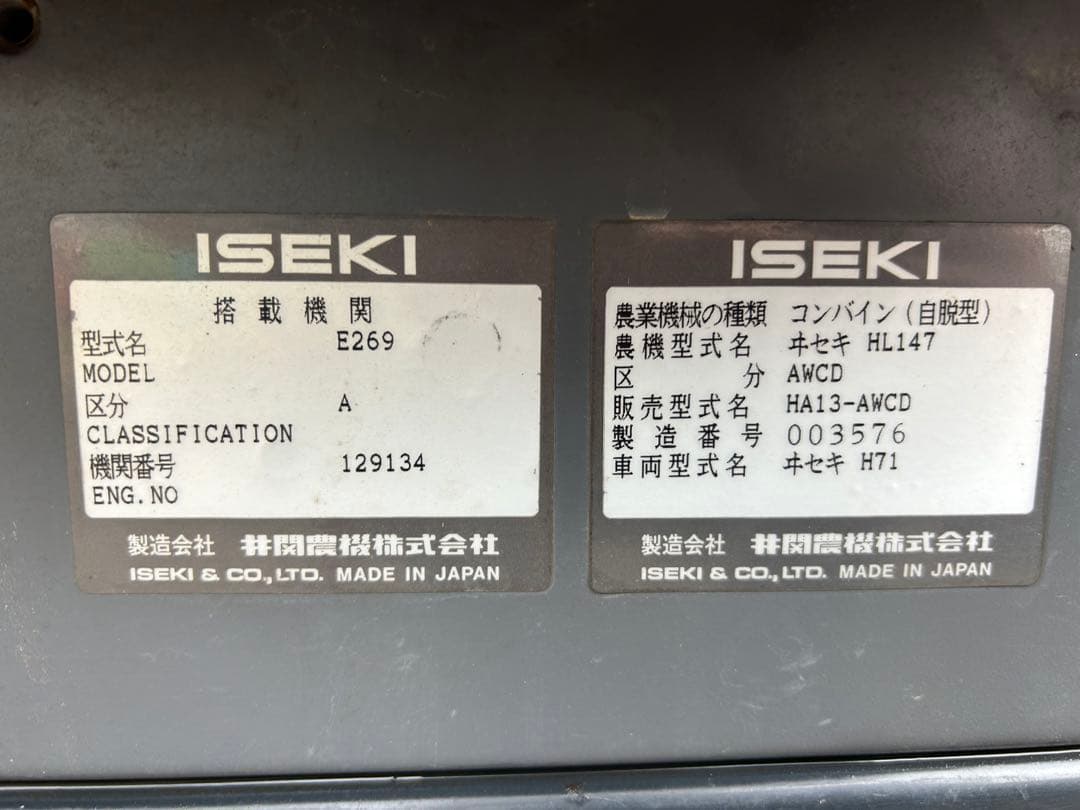 ISEKI
搭載機関
型式名 E269
MODEL
区分 A
CLASSIFICATION
機関番号 129134
ENG.NO
製造会社 井関農機株式会社
ISEKI & CO.,LTD. MADE IN JAPAN
ISEKI
農業機械の種類 コンバイン(自脱型)
農機型式名 ヰセキ HL147
区分 AWCD
販売型式名 HA13-AWCD
製造番号 003576
車両型式名 ヰセキ H71
製造会社 井関農機株式会社
ISEKI & CO.,LTD. MADE IN JAPAN